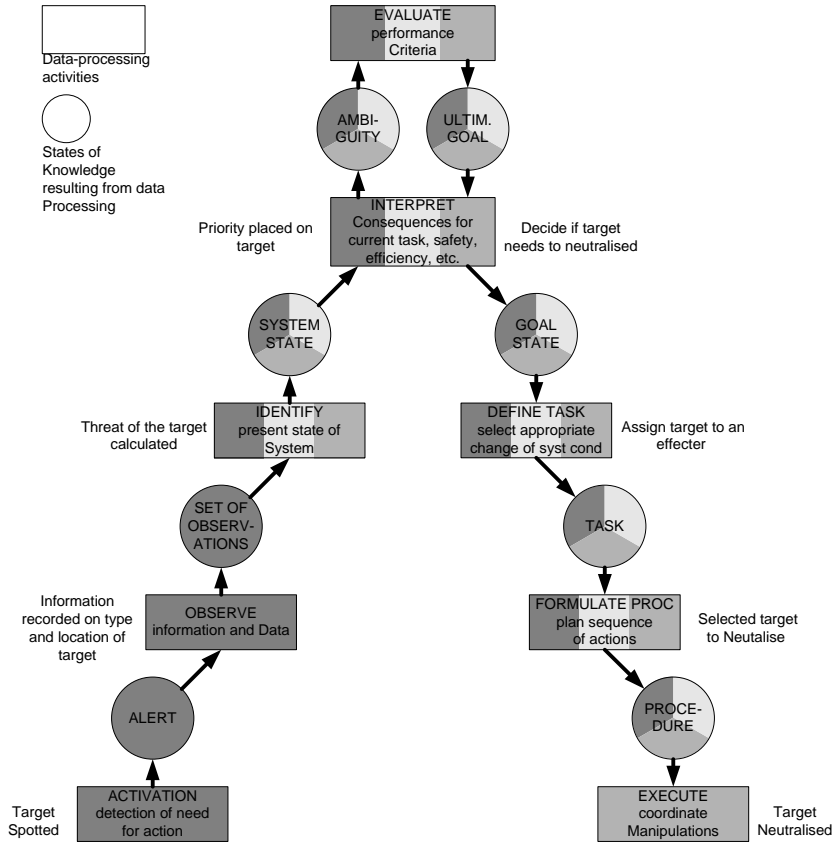 Data-processing
activities
States of
Knowledge
resulting from data
Processing
EVALUATE
performance
Criteria
AMBI-
GUITY
ULTIM.
GOAL
Priority placed on
target
INTERPRET
Consequences for
current task, safety,
efficiency, etc.
Decide if target
needs to neutralised
SYSTEM
STATE
GOAL
STATE
Threat of the target
calculated
IDENTIFY
present state of
System
DEFINE TASK
select appropriate
change of syst cond
Assign target to an
effecter
SET OF
OBSERV-
ATIONS
TASK
Information
recorded on type
and location of
target
OBSERVE
information and Data
FORMULATE PROC
plan sequence
of actions
Selected target
to Neutalise
ALERT
PROCE-
DURE
Target
Spotted
ACTIVATION
detection of need
for action
EXECUTE
coordinate
Manipulations
Target
Neutralised